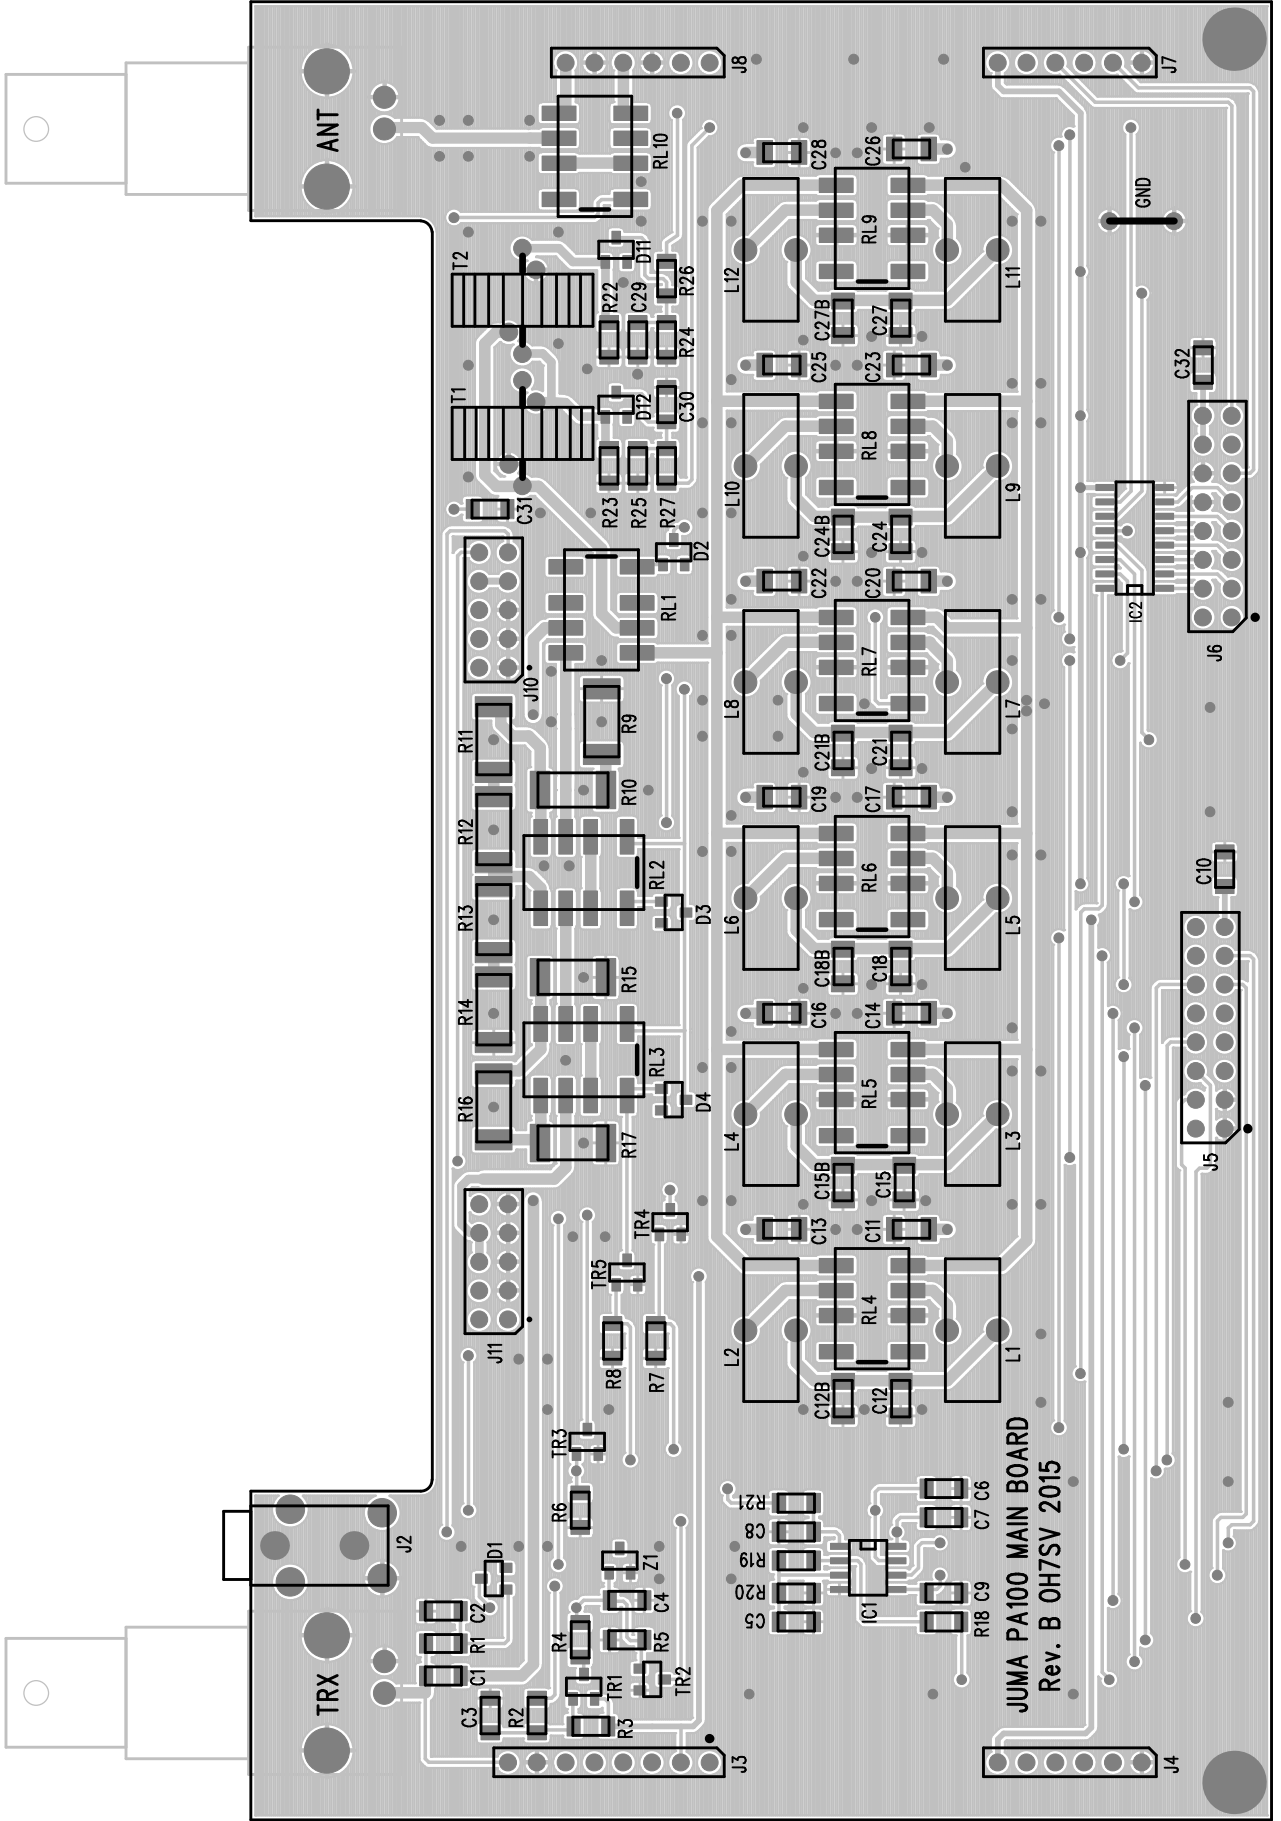 ANT
J8
J7
RL10
C28
C26
GND
RL9
T2
D11
R26
L12
L11
R22
C29
C27B
C27
R24
C25
C23
C32
T1
D12
C30
RL8
L10
L9
C31
R23
R25
R27
C24B
C24
D2
C22
C20
IC2
RL1
RL7
J6
J10
L8
L7
R9
R11
C21B
C21
R10
C19
C17
R12
RL2
RL6
C10
D3
R13
L6
L5
C18B
C18
R15
R14
C16
C14
RL3
RL5
D4
R16
R17
L4
L3
J5
C15B
C15
TR4
C13
C11
TR5
RL4
J11
R8
R7
L2
L1
C12B
C12
TR3
R6
R21
C8
R19
R20
C5
C6
C7
IC1
C9
R18
JUMA PA100 MAIN BOARD
Rev. B OH7SV 2015
J2
D1
Z1
C2
R1
C1
C4
R4
R5
TRX
C3
R2
TR1
TR2
R3
J3
J4